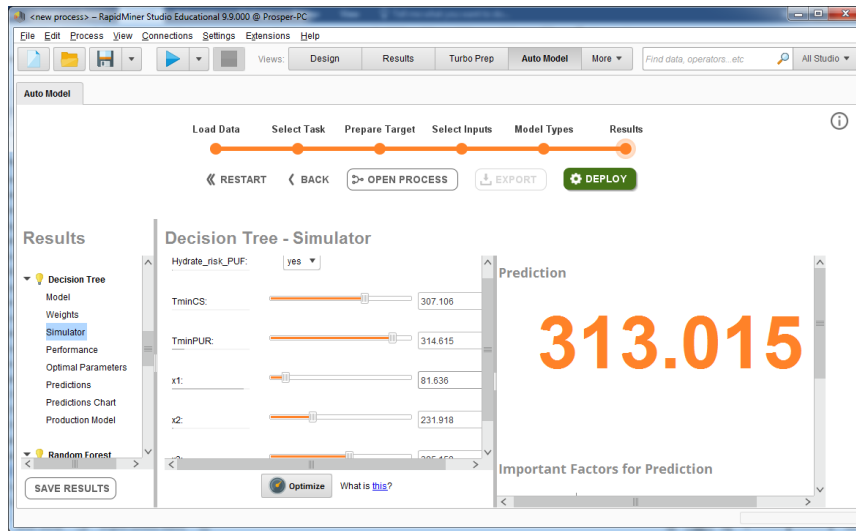 <new process> – RapidMiner Studio Educational 9.9.000 @ Prosper-PC
File Edit Process View Connections Settings Extensions Help
Views: Design Results Turbo Prep Auto Model More Find data, operators...etc All Studio
Auto Model
Load Data Select Task Prepare Target Select Inputs Model Types Results
RESTART BACK OPEN PROCESS EXPORT DEPLOY
Results
Decision Tree
Model
Weights
Simulator
Performance
Optimal Parameters
Predictions
Predictions Chart
Production Model
Random Forest
SAVE RESULTS
Decision Tree - Simulator
Hydrate_risk_PUF: yes
TminCS: 307.106
TminPUR: 314.615
x1: 81.636
x2: 231.918
Optimize What is this?
Prediction
313.015
Important Factors for Prediction